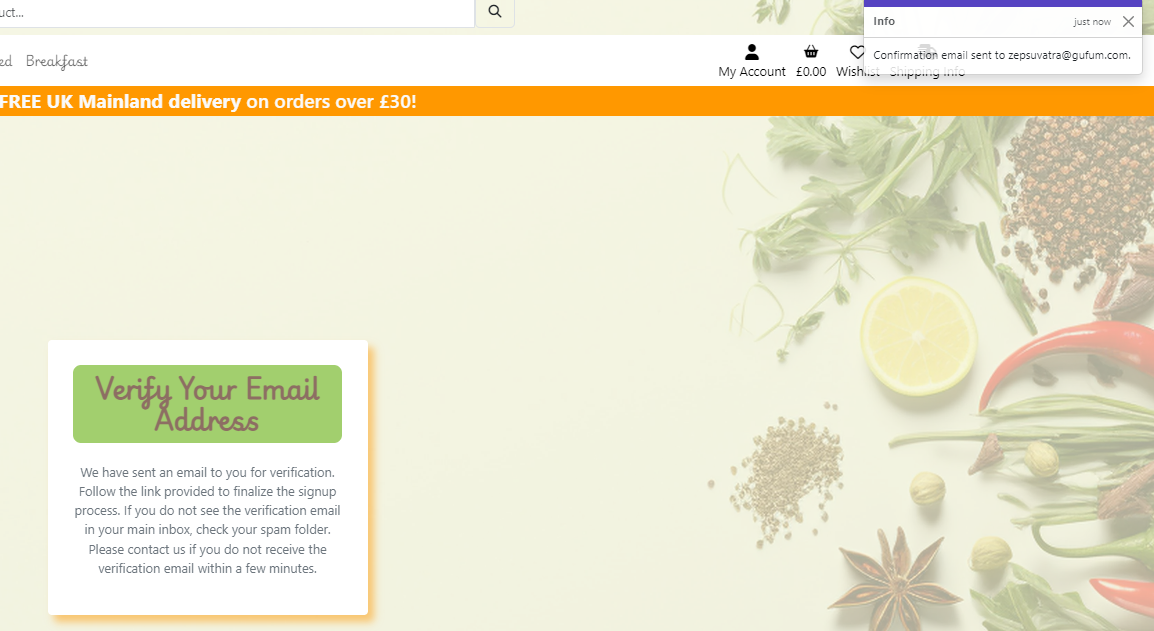 uct...
Info
just now
Confirmation email sent to zepsuvatra@gufum.com.
ed Breakfast
My Account £0.00 Wishlist Shipping Info
FREE UK Mainland delivery on orders over £30!
Verify Your Email
Address
We have sent an email to you for verification.
Follow the link provided to finalize the signup
process. If you do not see the verification email
in your main inbox, check your spam folder.
Please contact us if you do not receive the
verification email within a few minutes.